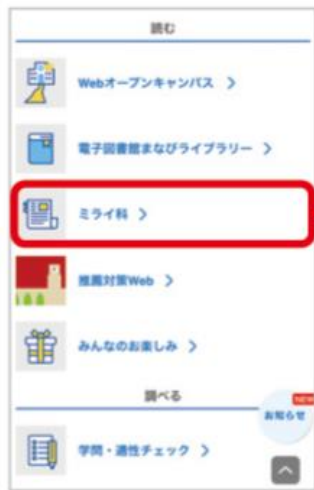 読む
Webオープンキャンパス
電子図書館まなびライブラリー
ミライ科
推薦対策Web
みんなのお楽しみ
調べる
NEW
お知らせ
学問・適性チェック